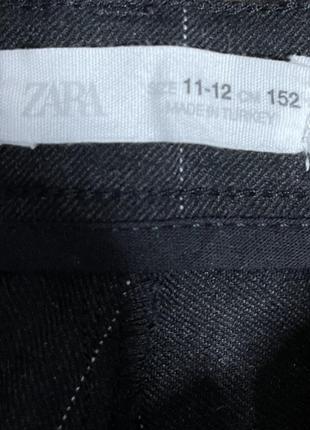 ZARA
SIZE 11-12 CM 152
MADE IN TURKEY